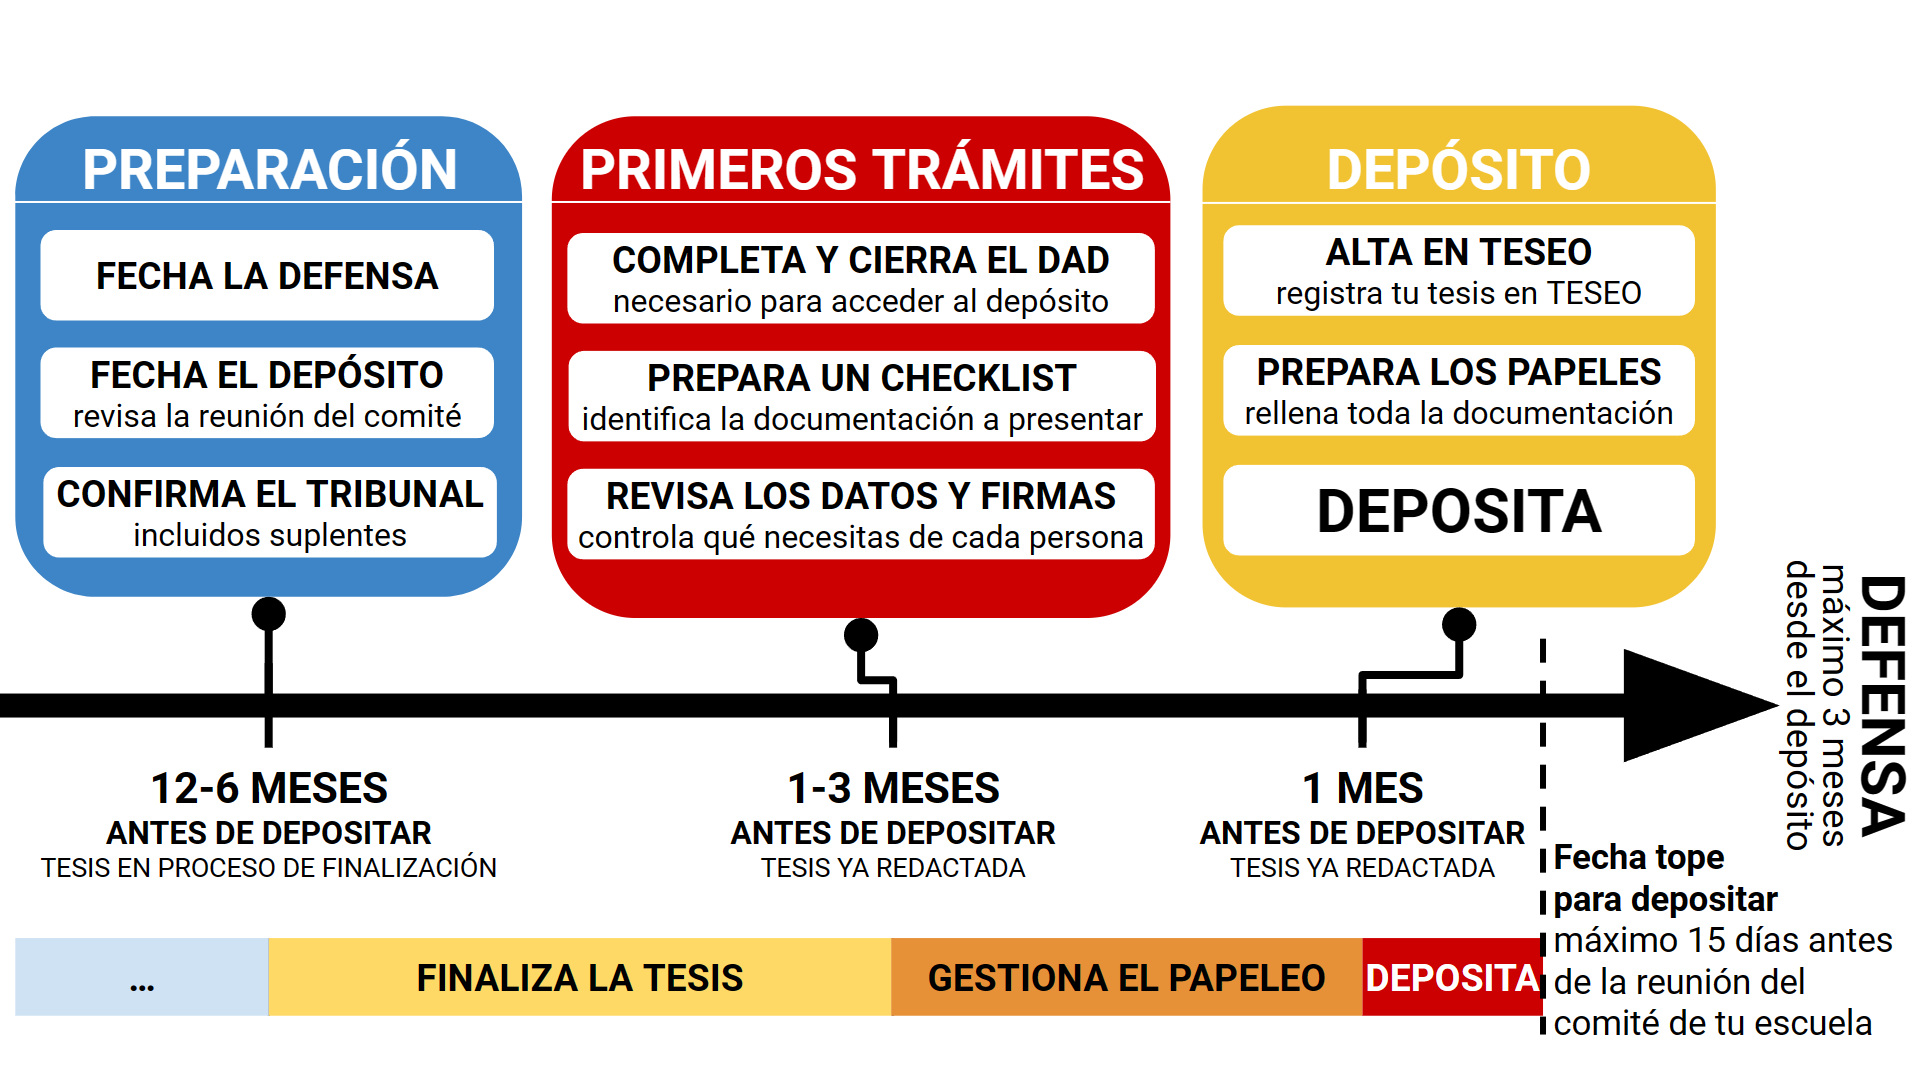 PREPARACIÓN
FECHA LA DEFENSA
FECHA EL DEPÓSITO
revisa la reunión del comité
CONFIRMA EL TRIBUNAL
incluidos suplentes
PRIMEROS TRÁMITES
COMPLETA Y CIERRA EL DAD
necesario para acceder al depósito
PREPARA UN CHECKLIST
identifica la documentación a presentar
REVISA LOS DATOS Y FIRMAS
controla qué necesitas de cada persona
DEPÓSITO
ALTA EN TESEO
registra tu tesis en TESEO
PREPARA LOS PAPELES
rellena toda la documentación
DEPOSITA
DEFENSA
máximo 3 meses
desde el depósito
12-6 MESES
ANTES DE DEPOSITAR
TESIS EN PROCESO DE FINALIZACIÓN
1-3 MESES
ANTES DE DEPOSITAR
TESIS YA REDACTADA
1 MES
ANTES DE DEPOSITAR
TESIS YA REDACTADA
Fecha tope
para depositar
máximo 15 días antes
de la reunión del
comité de tu escuela
...
FINALIZA LA TESIS
GESTIONA EL PAPELEO
DEPOSITA